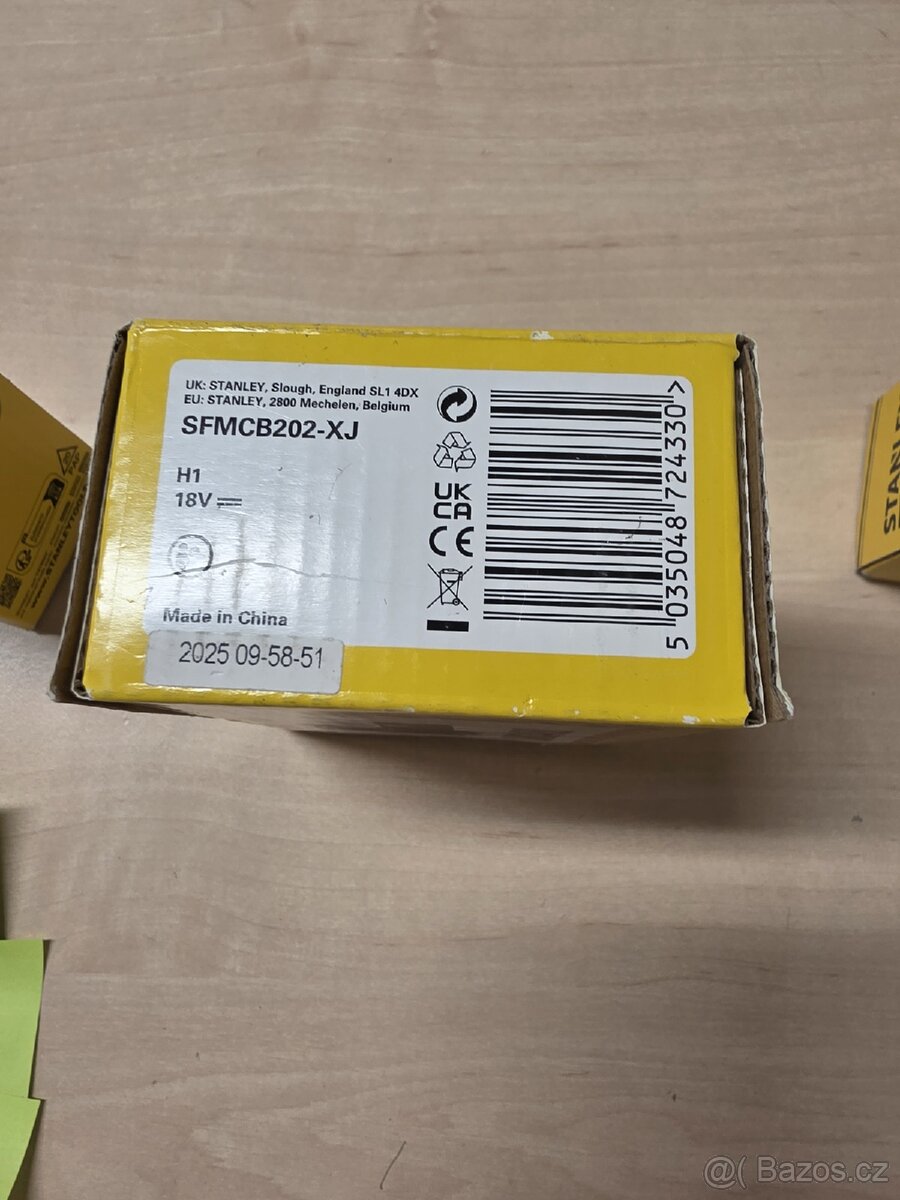 UK: STANLEY, Slough, England SL1 4DX
EU: STANLEY, 2800 Mechelen, Belgium
SFMCB202-XJ
H1
18V
UK
CA
CE
Made in China
2025 09-58-51
5 035048 724330 >
STANLEY
@( Bazos.cz